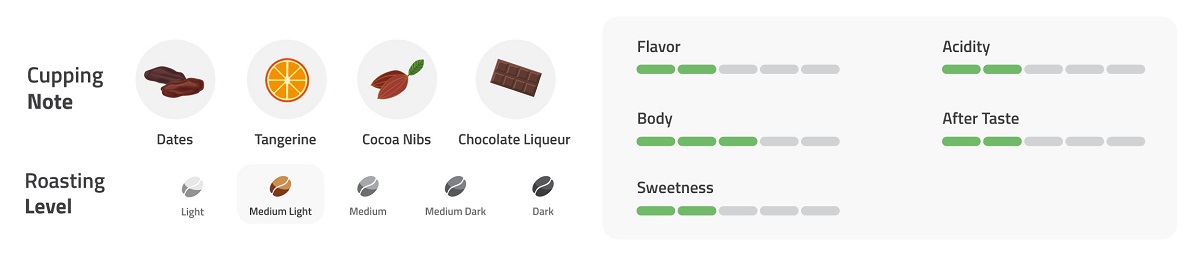 Cupping
Note
Dates
Tangerine
Cocoa Nibs
Chocolate Liqueur
Roasting
Level
Light
Medium Light
Medium
Medium Dark
Dark
Flavor
Acidity
Body
After Taste
Sweetness